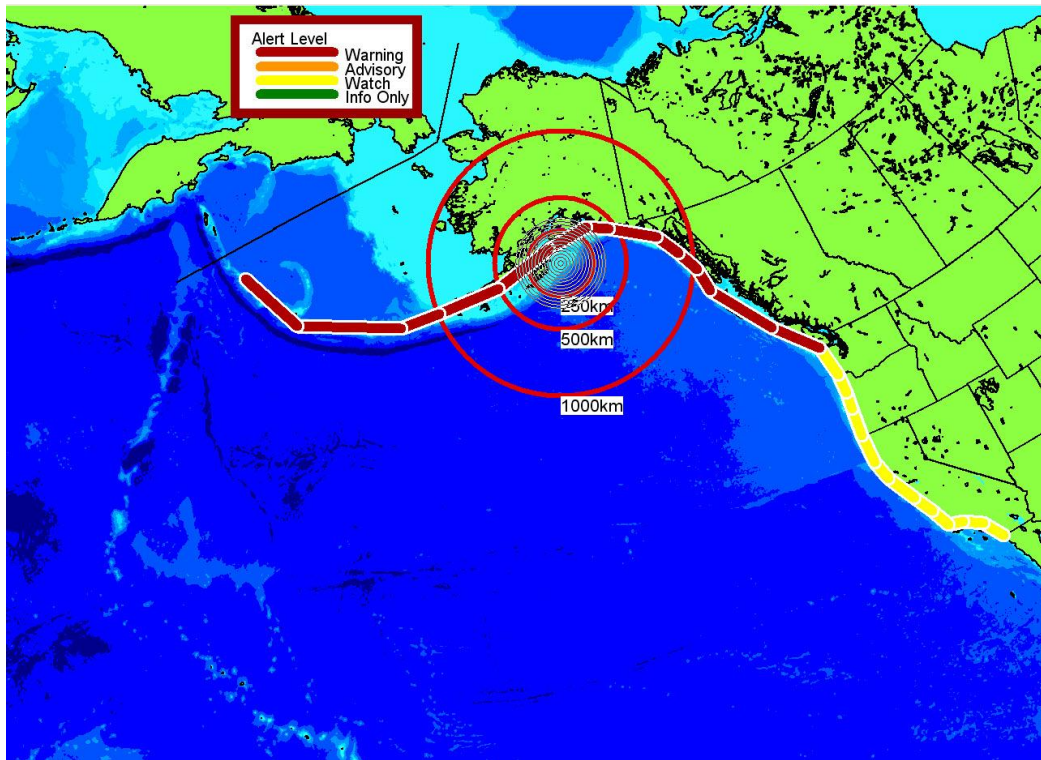 Alert Level
Warning
Advisory
Watch
Info Only
250km
500km
1000km